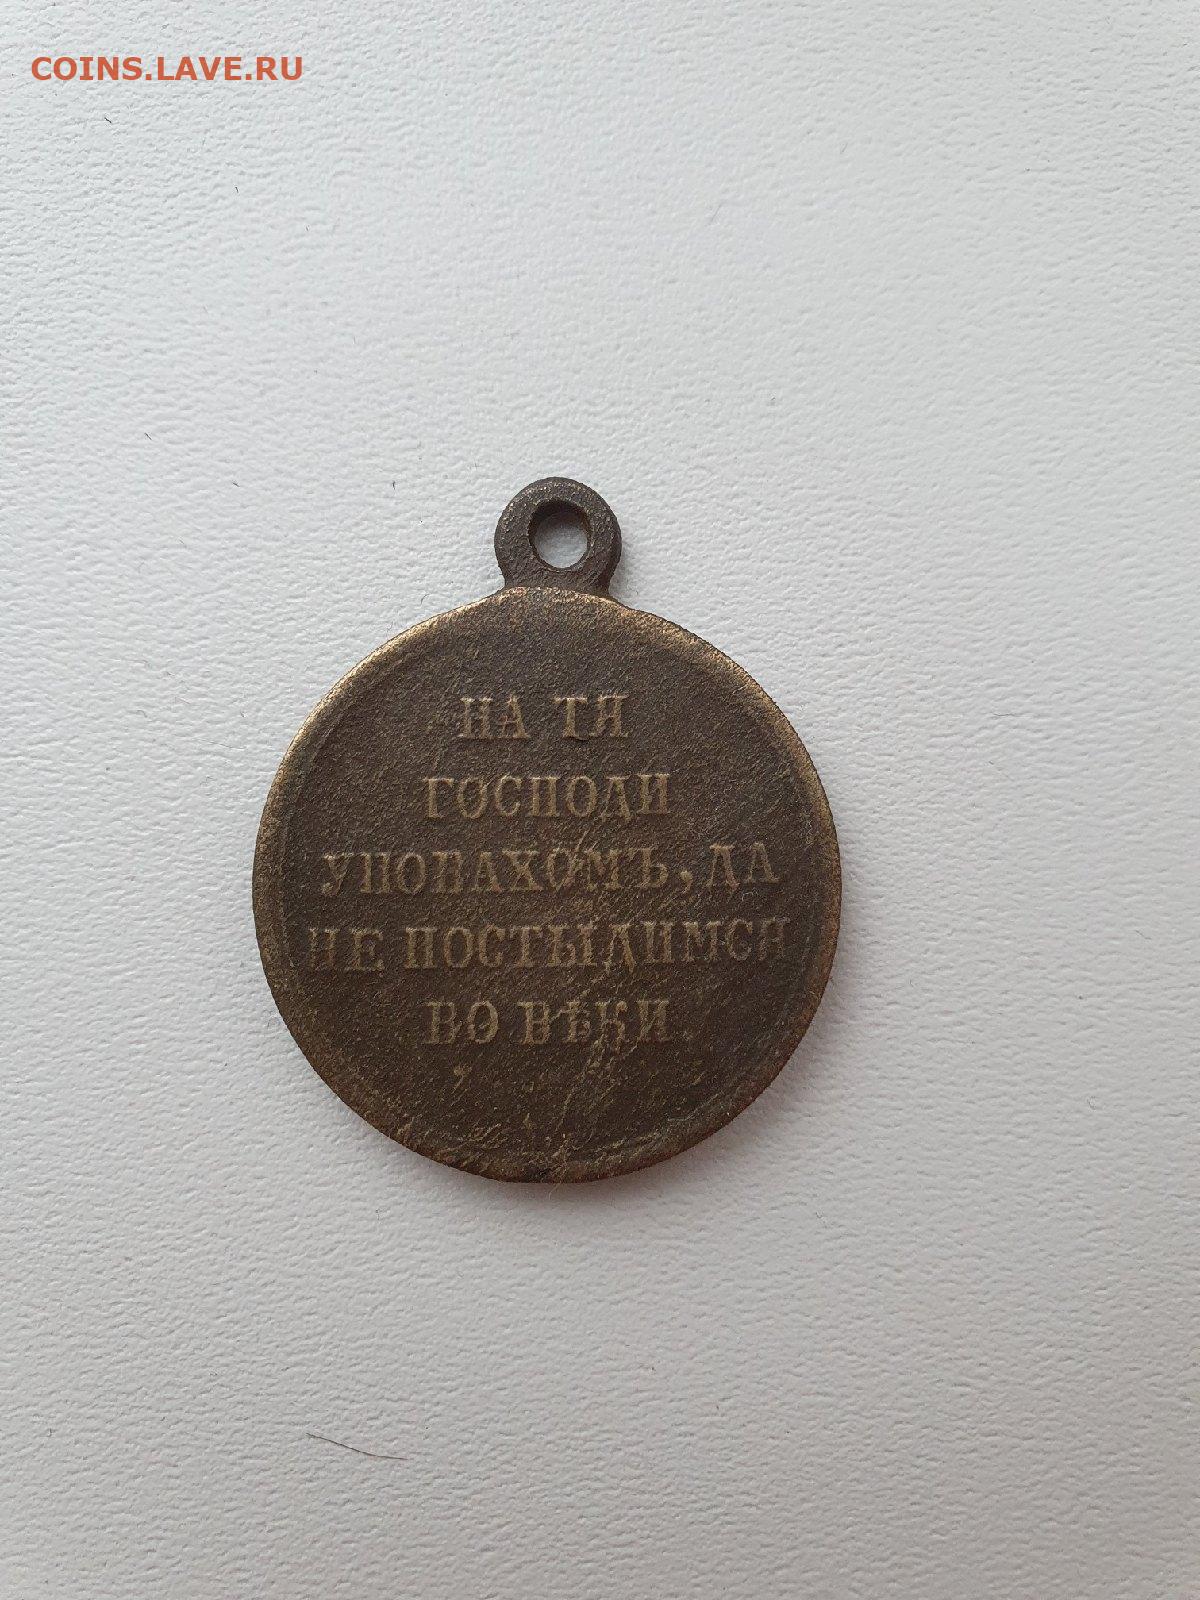 COINS.LAVE.RU
НА ТЯ
ГОСПОДИ
УПОВАХОМЪ, ДА
НЕ ПОСТЫДИМСЯ
ВО ВѢКИ.